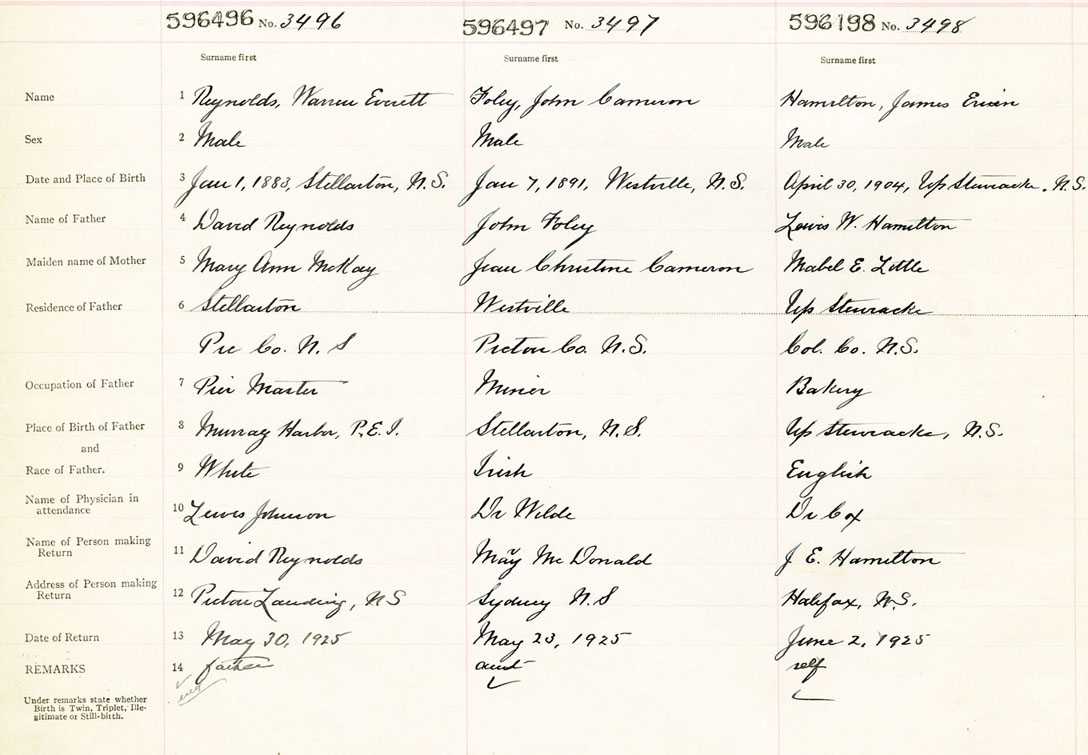 596496 No. 3496 596497 No. 3497 596198 No. 3498
Surname first Surname first Surname first
Name 1 Reynolds, Warren Everett Foley, John Cameron Hamilton, James Erwin
Sex 2 Male Male Male
Date and Place of Birth 3 Jan 1, 1883, Stellarton, N.S. Jan 7, 1891, Westville, N.S. April 30, 1904, Up Stewiacke, N.S.
Name of Father 4 David Reynolds John Foley Lewis W. Hamilton
Maiden name of Mother 5 Mary Ann McKay Jean Christine Cameron Mabel E. Little
Residence of Father 6 Stellarton Westville Up Stewiacke
Pic Co. N. S Pictou Co. N.S. Col. Co. N.S.
Occupation of Father 7 Pier Master Miner Bakery
Place of Birth of Father 8 Murray Harbor, P.E.I. Stellarton, N.S. Up Stewiacke, N.S.
and
Race of Father. 9 White Irish English
Name of Physician in attendance 10 Lewis Johnson Dr Wilde Dr Cox
Name of Person making Return 11 David Reynolds May McDonald J E. Hamilton
Address of Person making Return 12 Pictou Landing, NS Sydney N.S Halifax, N.S.
Date of Return 13 May 30, 1925 May 23, 1925 June 2, 1925
REMARKS 14 father aunt self
Under remarks state whether
Birth is Twin, Triplet, Ille-
gitimate or Still-birth.